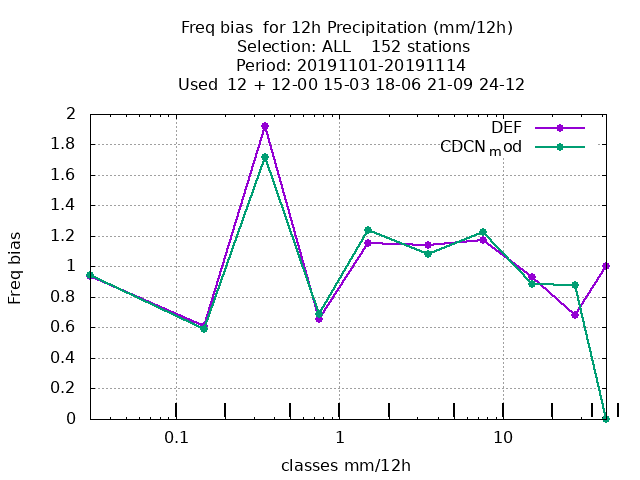 Freq bias  for 12h Precipitation (mm/12h)
Selection: ALL    152 stations
Period: 20191101-20191114
Used  12 + 12-00 15-03 18-06 21-09 24-12
DEF
CDCN_mod
Freq bias
2
1.8
1.6
1.4
1.2
1
0.8
0.6
0.4
0.2
0
0.1 1 10
classes mm/12h